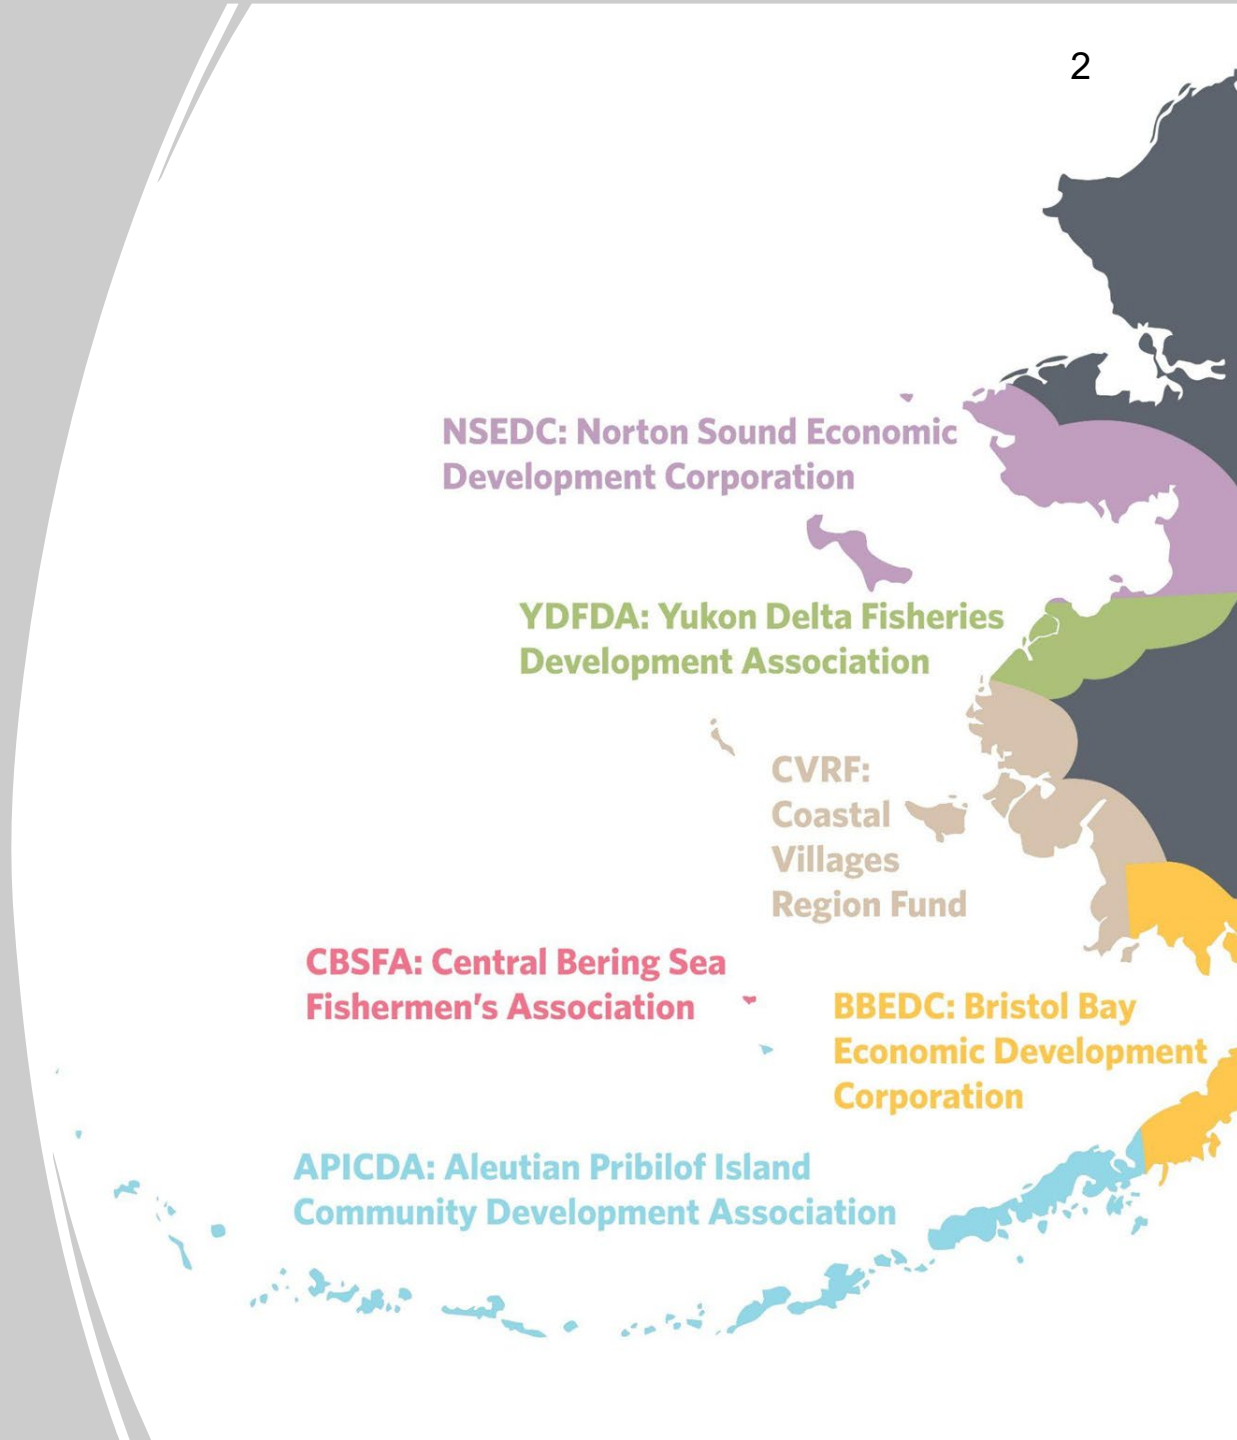 2
NSEDC: Norton Sound Economic
Development Corporation
YDFDA: Yukon Delta Fisheries
Development Association
CVRF:
Coastal
Villages
Region Fund
CBSFA: Central Bering Sea
Fishermen’s Association
BBEDC: Bristol Bay
Economic Development
Corporation
APICDA: Aleutian Pribilof Island
Community Development Association